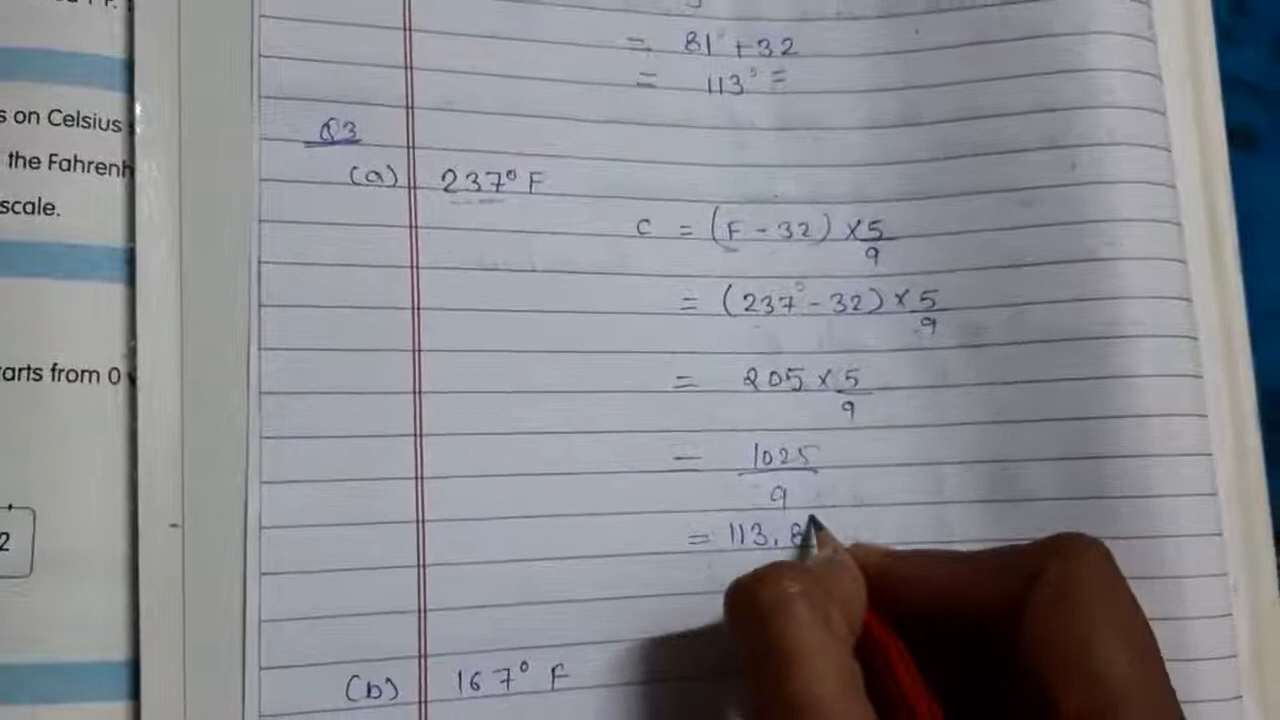 s on Celsius
the Fahrenh
scale.
arts from 0
2
= 81° + 32
= 113° =
Q3
(a) 237° F
C = (F - 32) × 5/9
= (237° - 32) × 5/9
= 205 × 5/9
= 1025/9
= 113.8
(b) 167° F